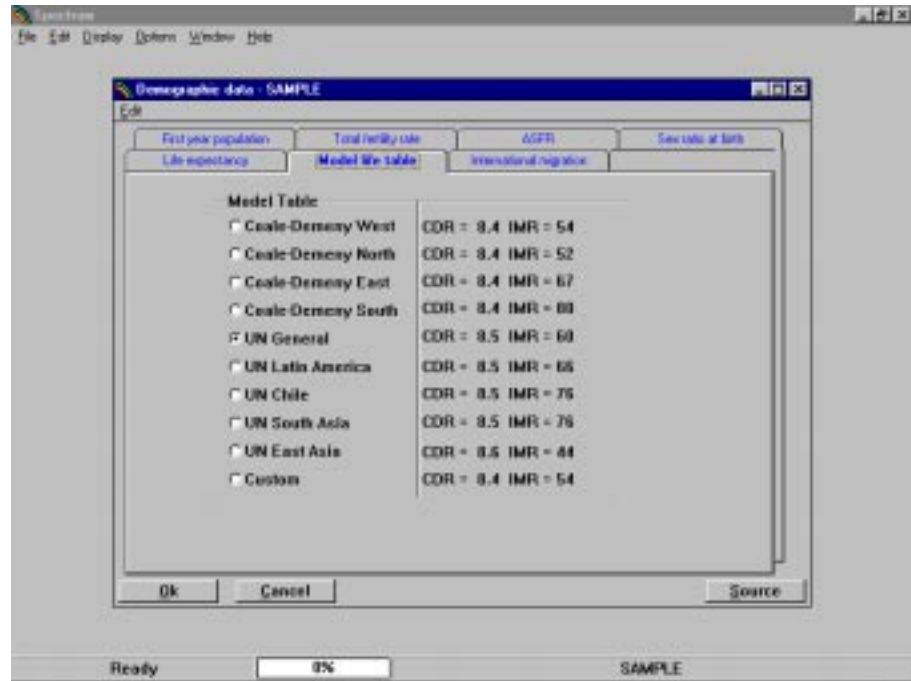 Spectrum
File Edit Display Options Window Help
Demographic data - SAMPLE
Edit
First year population Total fertility rate ASFR Sex ratio at birth
Life expectancy Model life table International migration
Model Table
Coale-Demeny West CDR = 8.4 IMR = 54
Coale-Demeny North CDR = 8.4 IMR = 52
Coale-Demeny East CDR = 8.4 IMR = 67
Coale-Demeny South CDR = 8.4 IMR =
UN General CDR = 8.5 IMR =
UN Latin America CDR = 8.5 IMR =
UN Chile CDR = 8.5 IMR = 76
UN South Asia CDR = 8.5 IMR = 76
UN East Asia CDR = IMR = 44
Custom CDR = 8.4 IMR = 54
Ok Cancel Source
Ready 0% SAMPLE